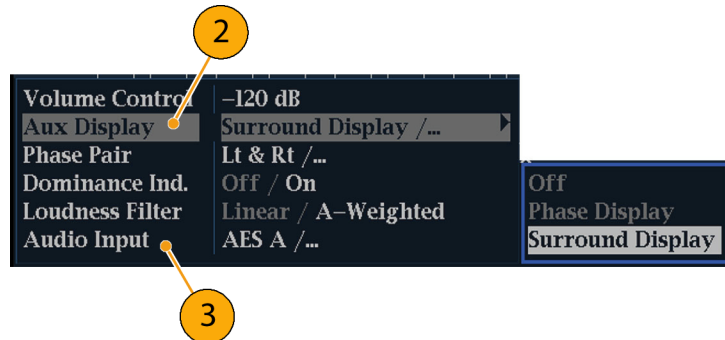 2
Volume Control –120 dB
Aux Display Surround Display /...
Phase Pair Lt & Rt /...
Dominance Ind. Off / On
Off
Loudness Filter Linear / A–Weighted
Phase Display
Audio Input AES A /...
Surround Display
3